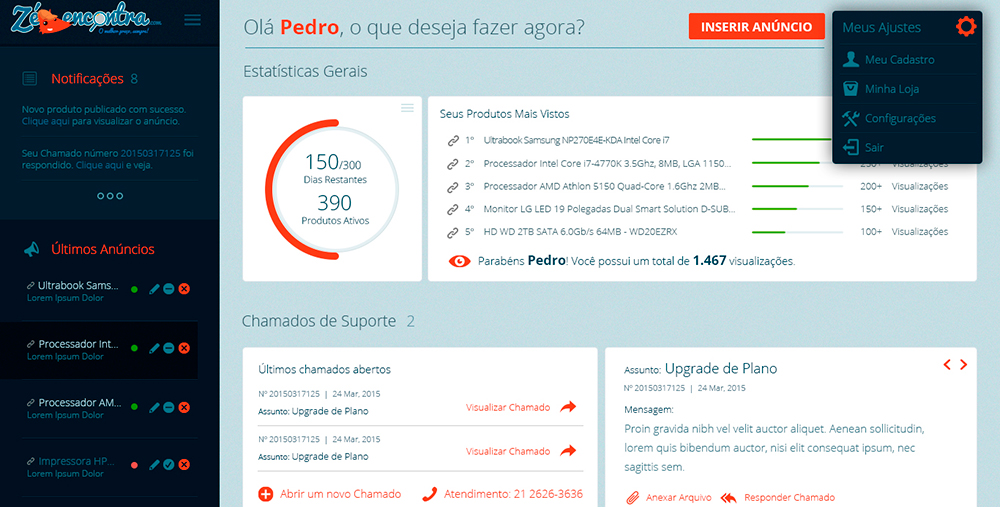 Zé encontra.com
O melhor preço, sempre!
Notificações 8
Novo produto publicado com sucesso.
Clique aqui para visualizar o anúncio.
Seu Chamado número 20150317125 foi
respondido. Clique aqui e veja.
Últimos Anúncios
Ultrabook Sams...
Lorem Ipsum Dolor
Processador Int...
Lorem Ipsum Dolor
Processador AM...
Lorem Ipsum Dolor
Impressora HP...
Lorem Ipsum Dolor
Olá Pedro, o que deseja fazer agora?
INSERIR ANÚNCIO
Meus Ajustes
Meu Cadastro
Minha Loja
Configurações
Sair
Estatísticas Gerais
150/300
Dias Restantes
390
Produtos Ativos
Seus Produtos Mais Vistos
1º Ultrabook Samsung NP270E4E-KDA Intel Core i7
2º Processador Intel Core i7-4770K 3.5Ghz, 8MB, LGA 1150... 250+ Visualizações
3º Processador AMD Athlon 5150 Quad-Core 1.6Ghz 2MB... 200+ Visualizações
4º Monitor LG LED 19 Polegadas Dual Smart Solution D-SUB... 150+ Visualizações
5º HD WD 2TB SATA 6.0Gb/s 64MB - WD20EZRX 100+ Visualizações
Parabéns Pedro! Você possui um total de 1.467 visualizações.
Chamados de Suporte 2
Últimos chamados abertos
Nº 20150317125 | 24 Mar, 2015
Assunto: Upgrade de Plano
Visualizar Chamado
Nº 20150317125 | 24 Mar, 2015
Assunto: Upgrade de Plano
Visualizar Chamado
Abrir um novo Chamado
Atendimento: 21 2626-3636
Assunto: Upgrade de Plano
Nº 20150317125 | 24 Mar, 2015
Mensagem:
Proin gravida nibh vel velit auctor aliquet. Aenean sollicitudin,
lorem quis bibendum auctor, nisi elit consequat ipsum, nec
sagittis sem.
Anexar Arquivo
Responder Chamado